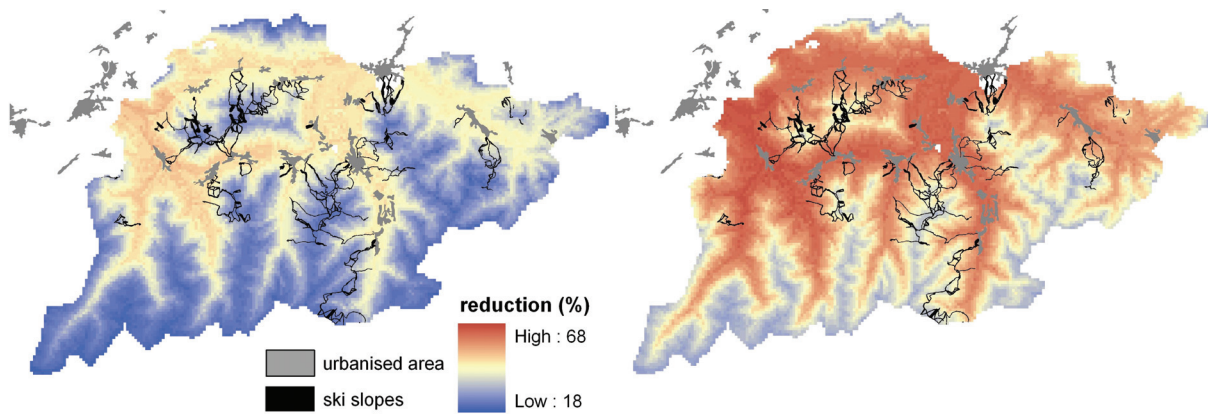 reduction (%)
High : 68
Low : 18
urbanised area
ski slopes